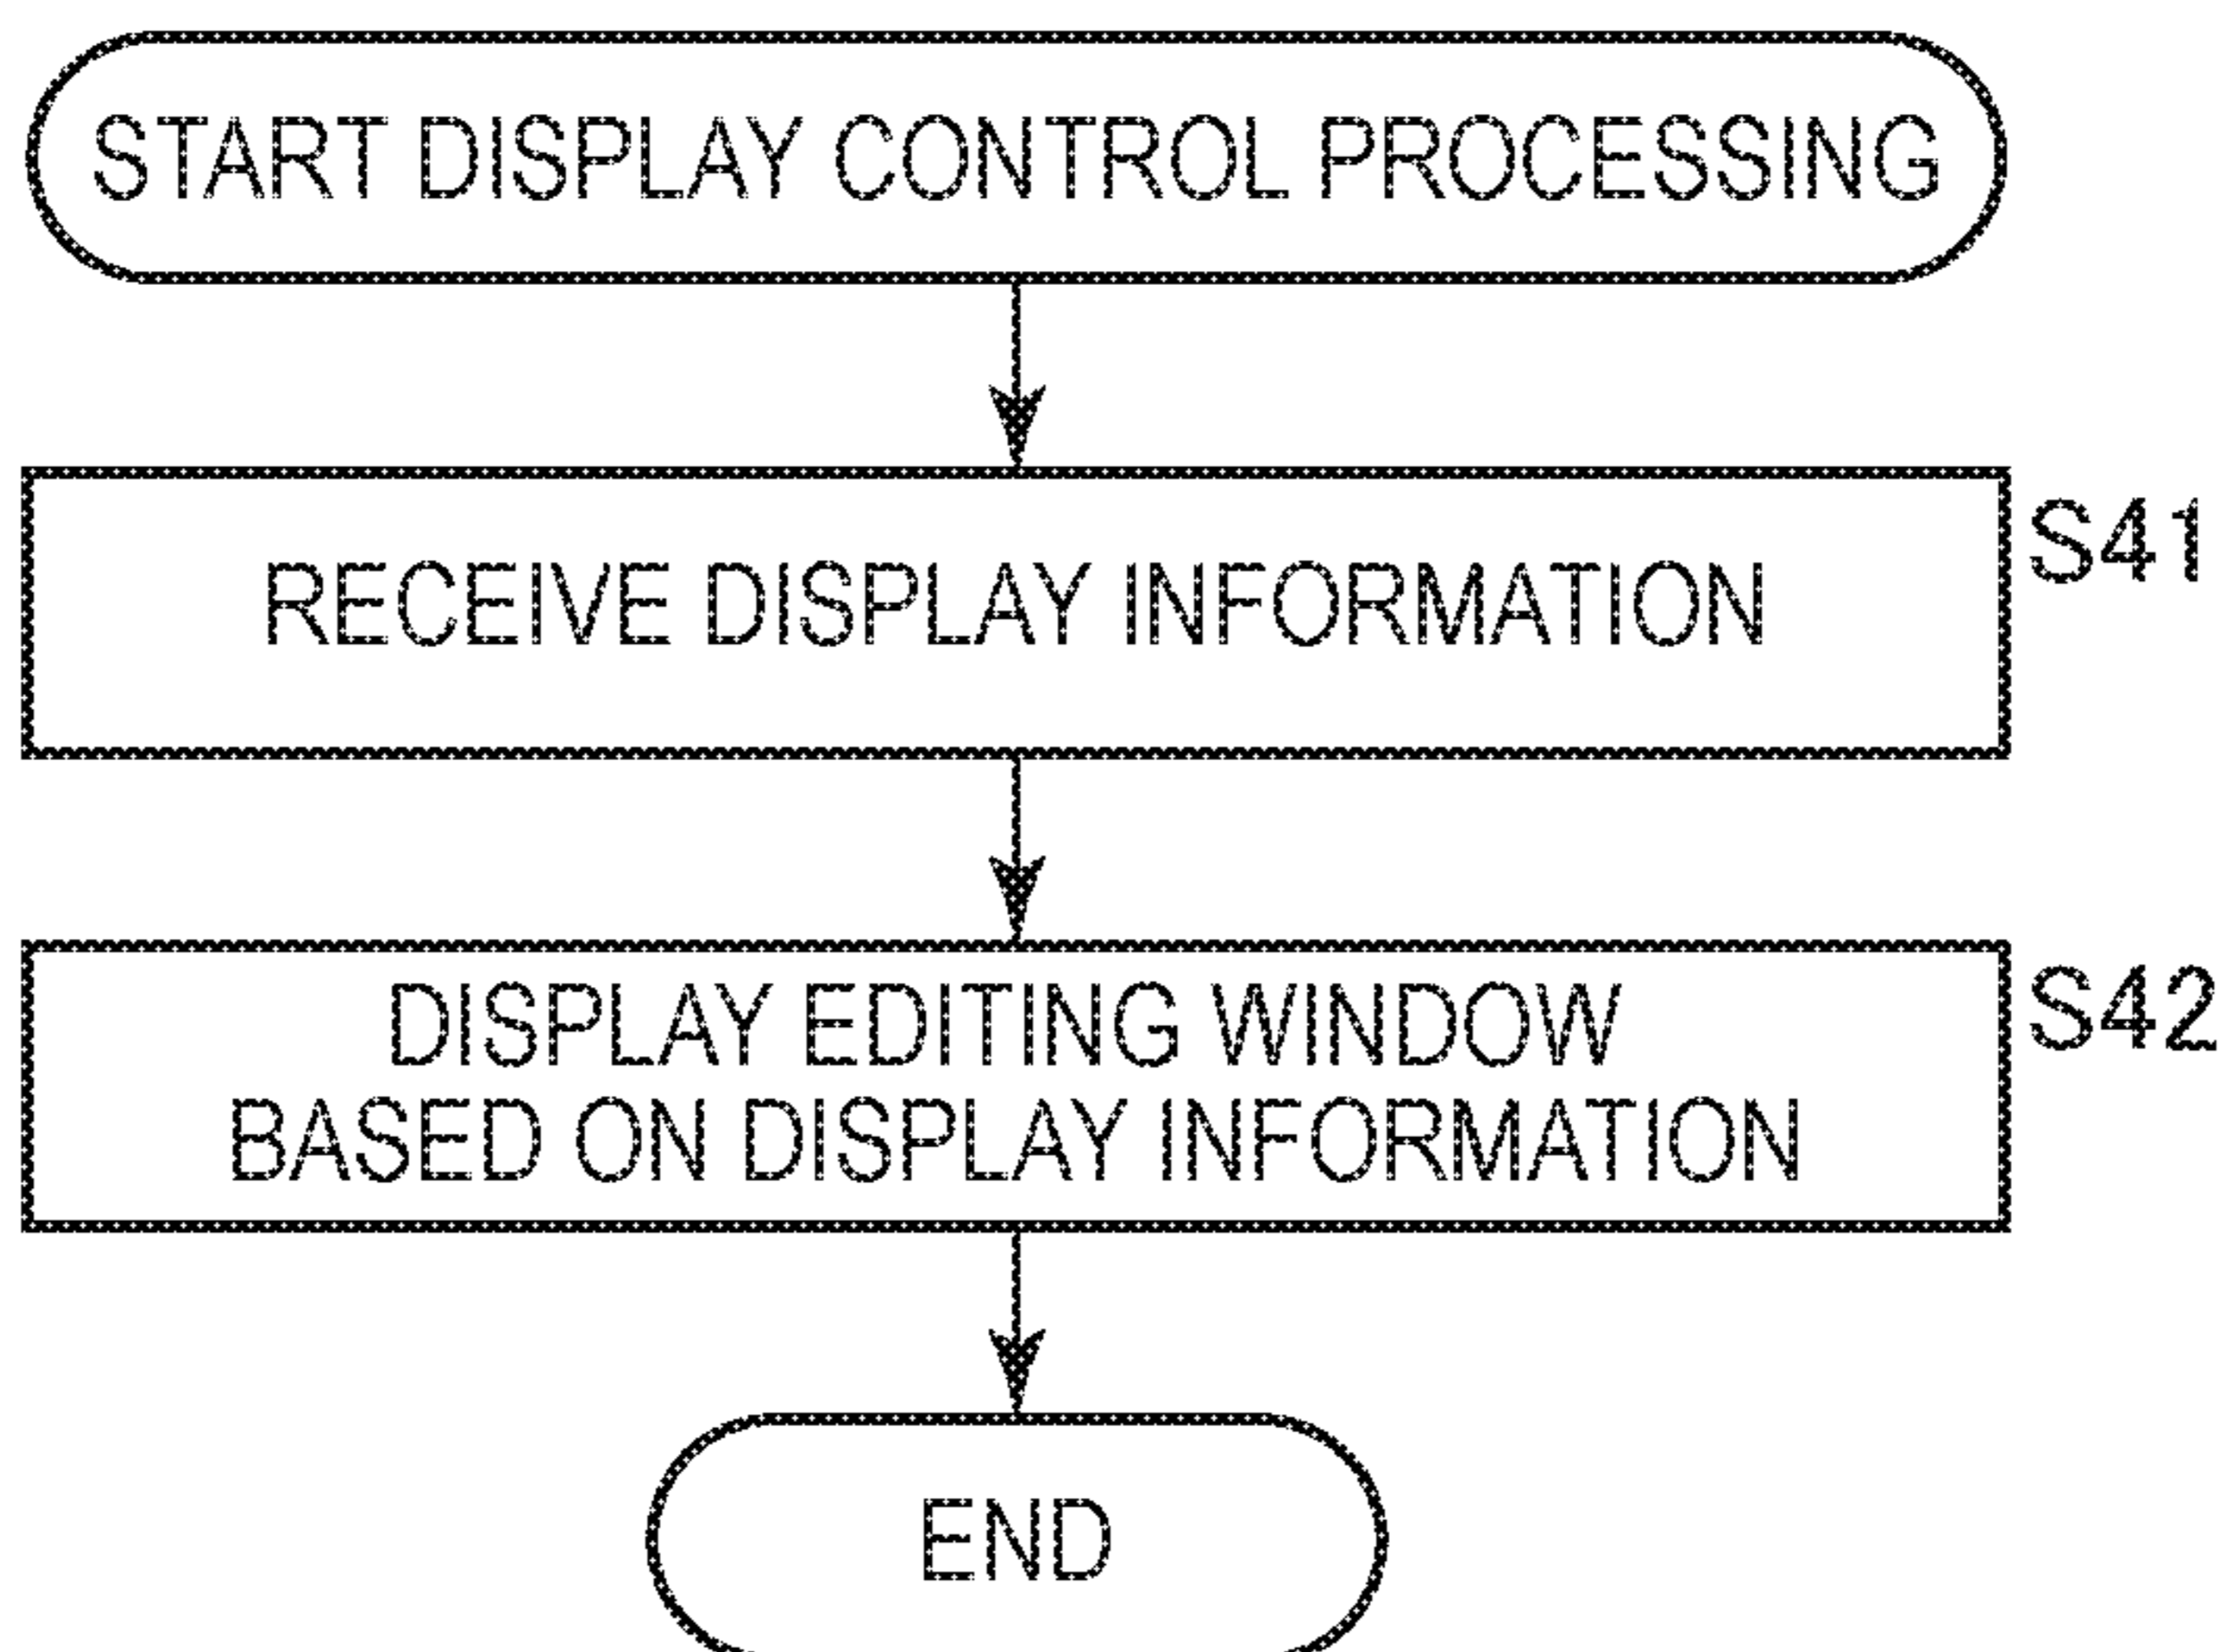 START DISPLAY CONTROL PROCESSING
RECEIVE DISPLAY INFORMATION
S41
DISPLAY EDITING WINDOW
BASED ON DISPLAY INFORMATION
S42
END